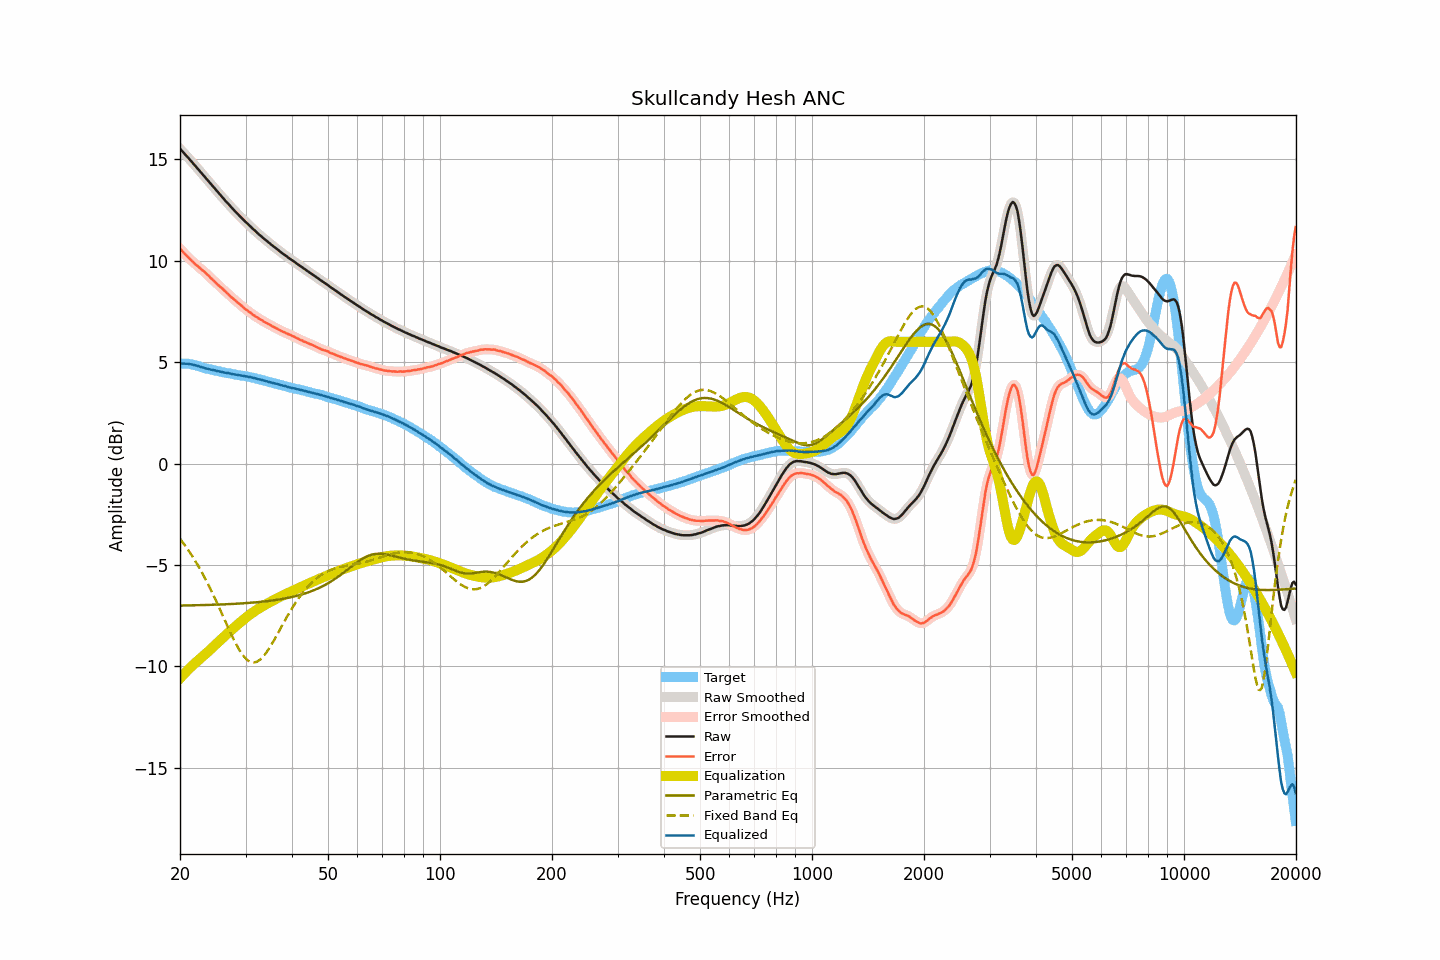 Skullcandy Hesh ANC
Amplitude (dBr)
15
10
5
0
−5
−10
−15
Target
Raw Smoothed
Error Smoothed
Raw
Error
Equalization
Parametric Eq
Fixed Band Eq
Equalized
20 50 100 200 500 1000 2000 5000 10000 20000
Frequency (Hz)